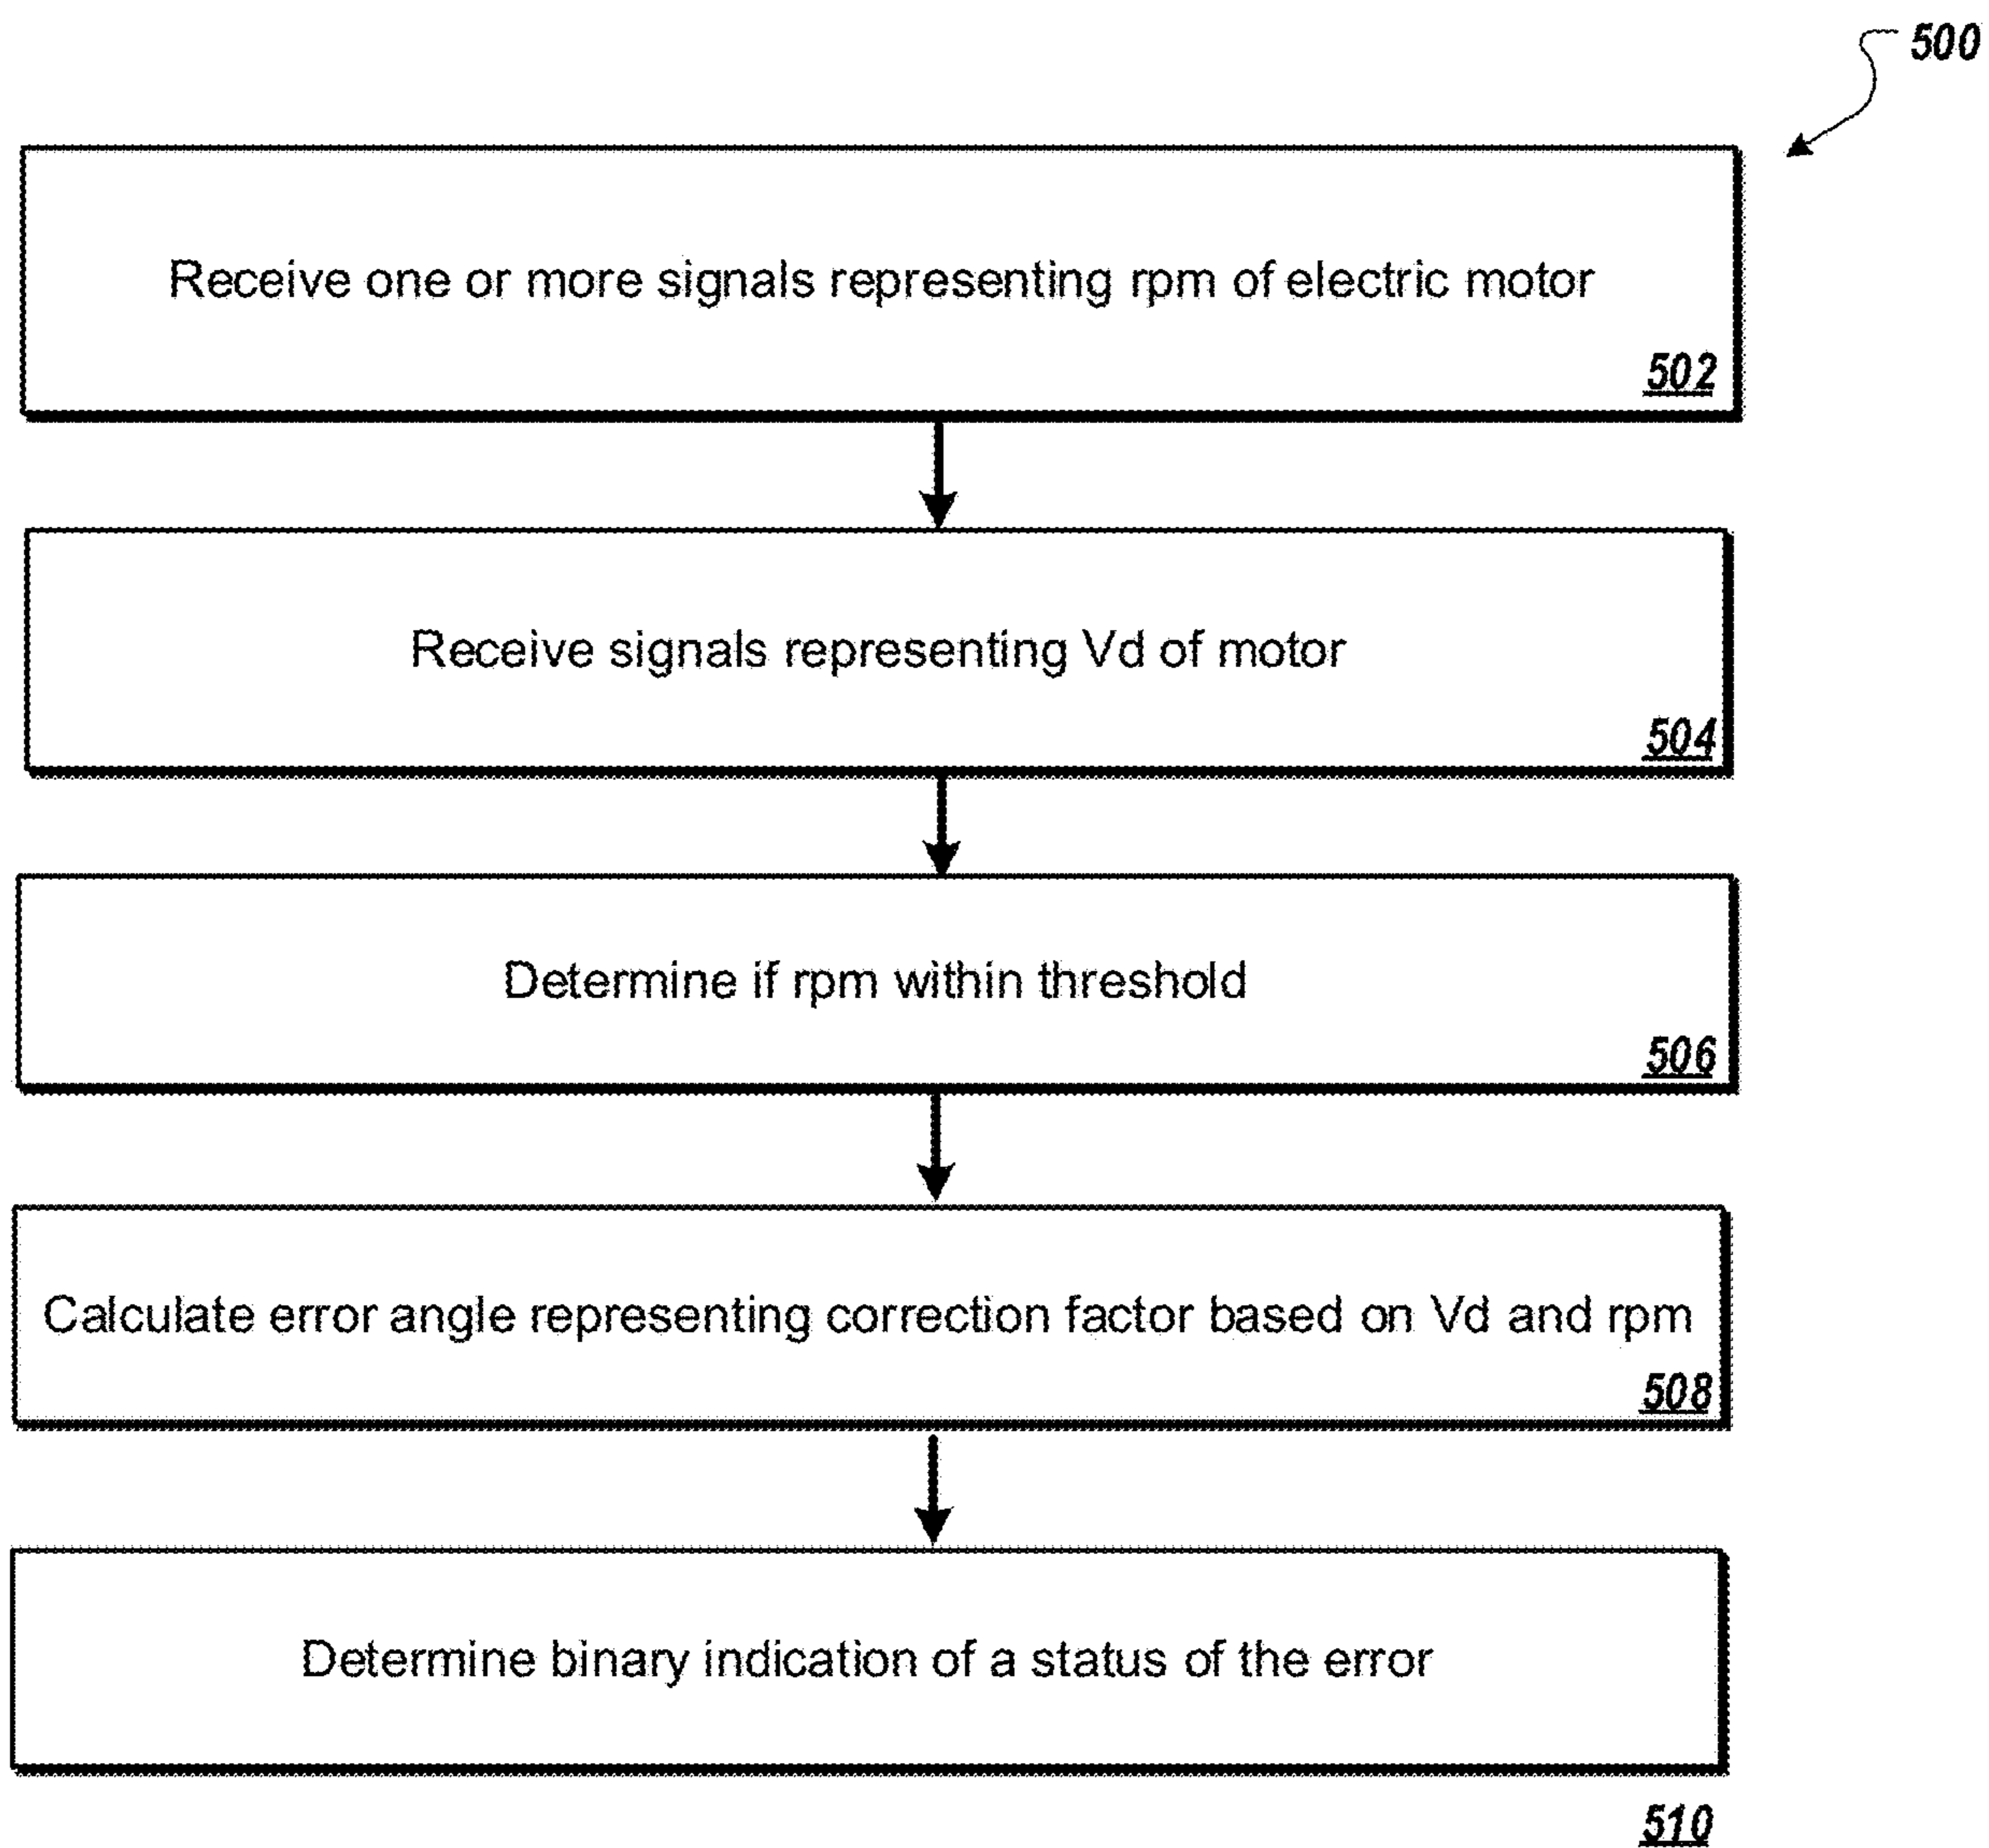 500
Receive one or more signals representing rpm of electric motor
502
Receive signals representing Vd of motor
504
Determine if rpm within threshold
506
Calculate error angle representing correction factor based on Vd and rpm
508
Determine binary indication of a status of the error
510